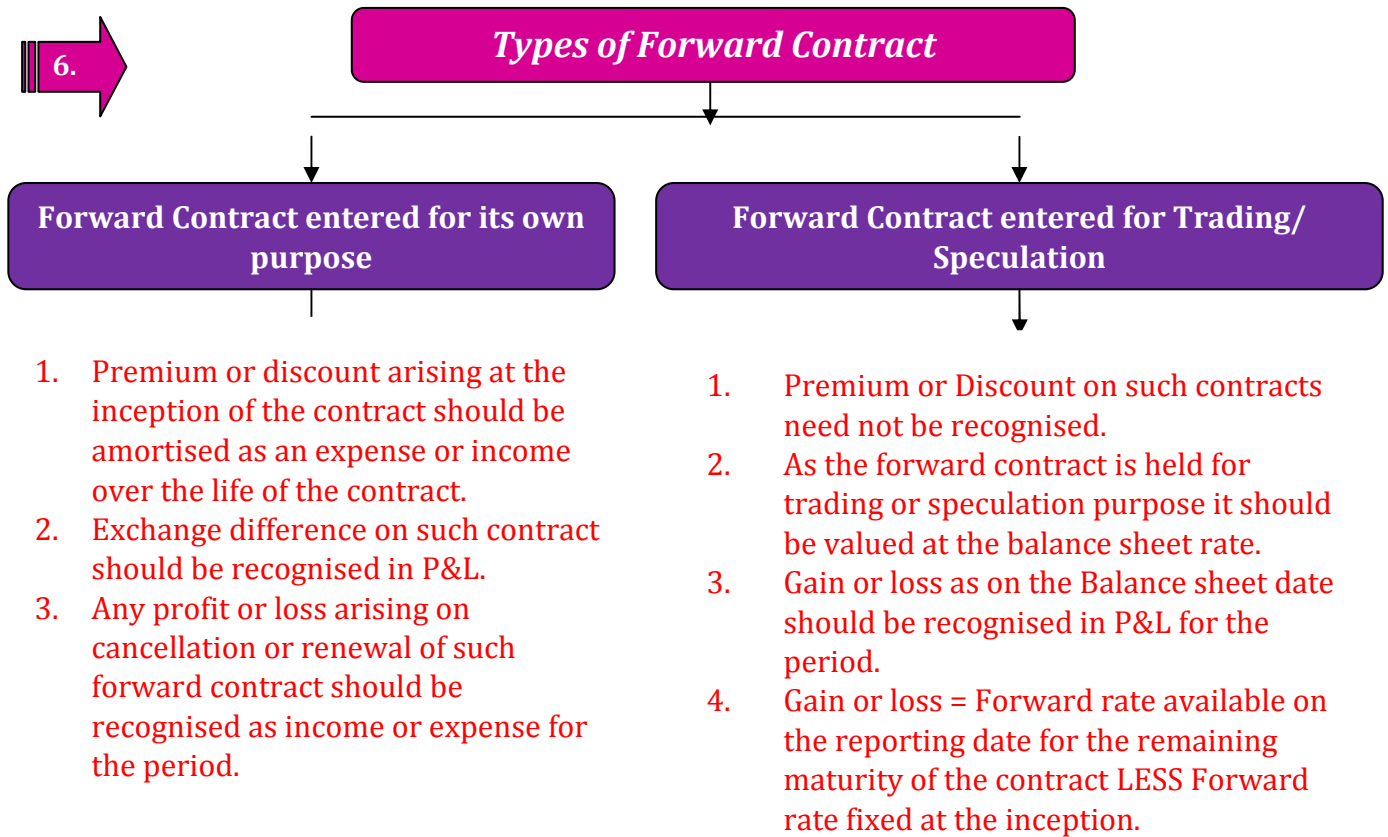 6.
Types of Forward Contract
Forward Contract entered for its own
purpose
1. Premium or discount arising at the
inception of the contract should be
amortised as an expense or income
over the life of the contract.
2. Exchange difference on such contract
should be recognised in P&L.
3. Any profit or loss arising on
cancellation or renewal of such
forward contract should be
recognised as income or expense for
the period.
Forward Contract entered for Trading/
Speculation
1. Premium or Discount on such contracts
need not be recognised.
2. As the forward contract is held for
trading or speculation purpose it should
be valued at the balance sheet rate.
3. Gain or loss as on the Balance sheet date
should be recognised in P&L for the
period.
4. Gain or loss = Forward rate available on
the reporting date for the remaining
maturity of the contract LESS Forward
rate fixed at the inception.